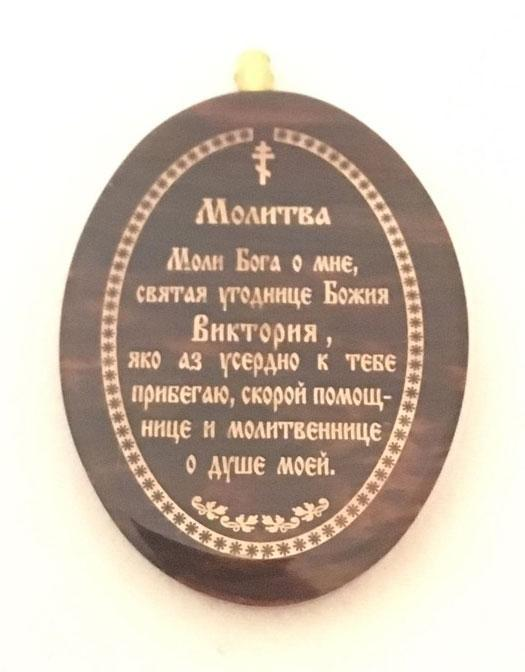 Молитва
Моли Бога о мне,
святая угоднице Божия
Виктория,
яко аз усердно к тебе
прибегаю, скорой помощ-
нице и молитвеннице
о душе моей.